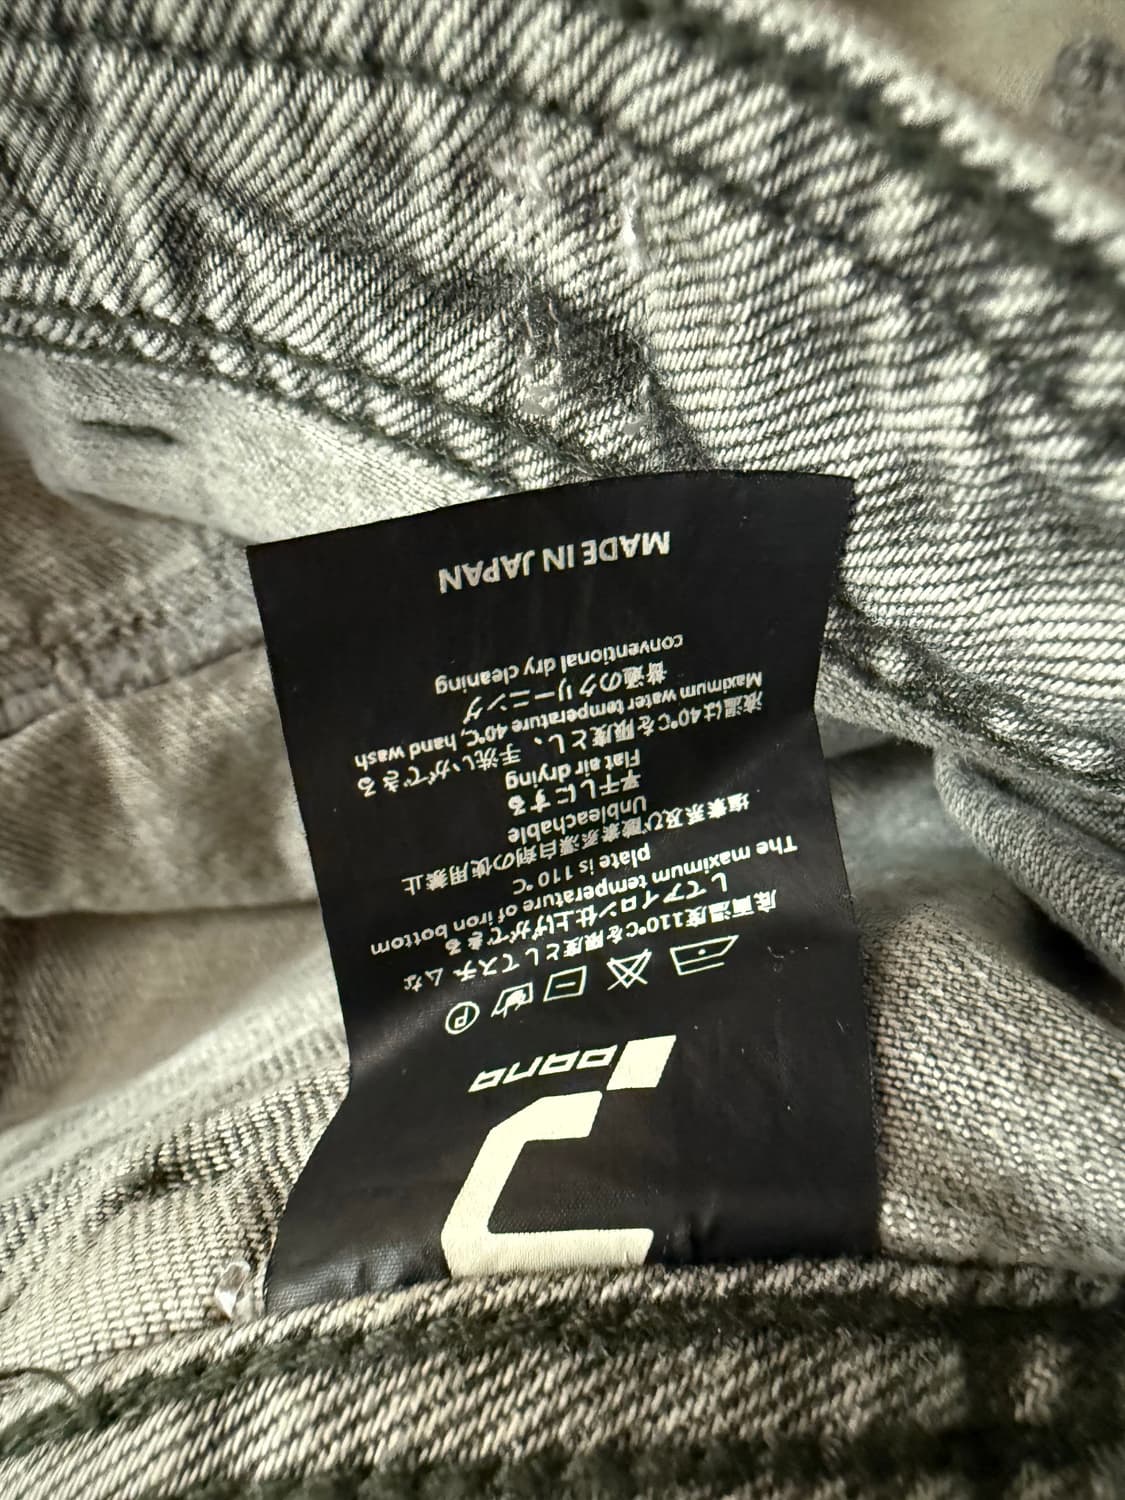 P
底面温度110℃を限度としてスチ ムな
してアイロン仕上げができる
The maximum temperature of iron bottom
plate is 110 ℃
塩素系及び酸素系漂白剤の使用禁止
Unbleachable
平干しにする
Flat air drying
液温は40℃を限度とし、手洗いができる
Maximum water temperature 40℃, hand wash
普通のクリーニング
conventional dry cleaning
MADE IN JAPAN